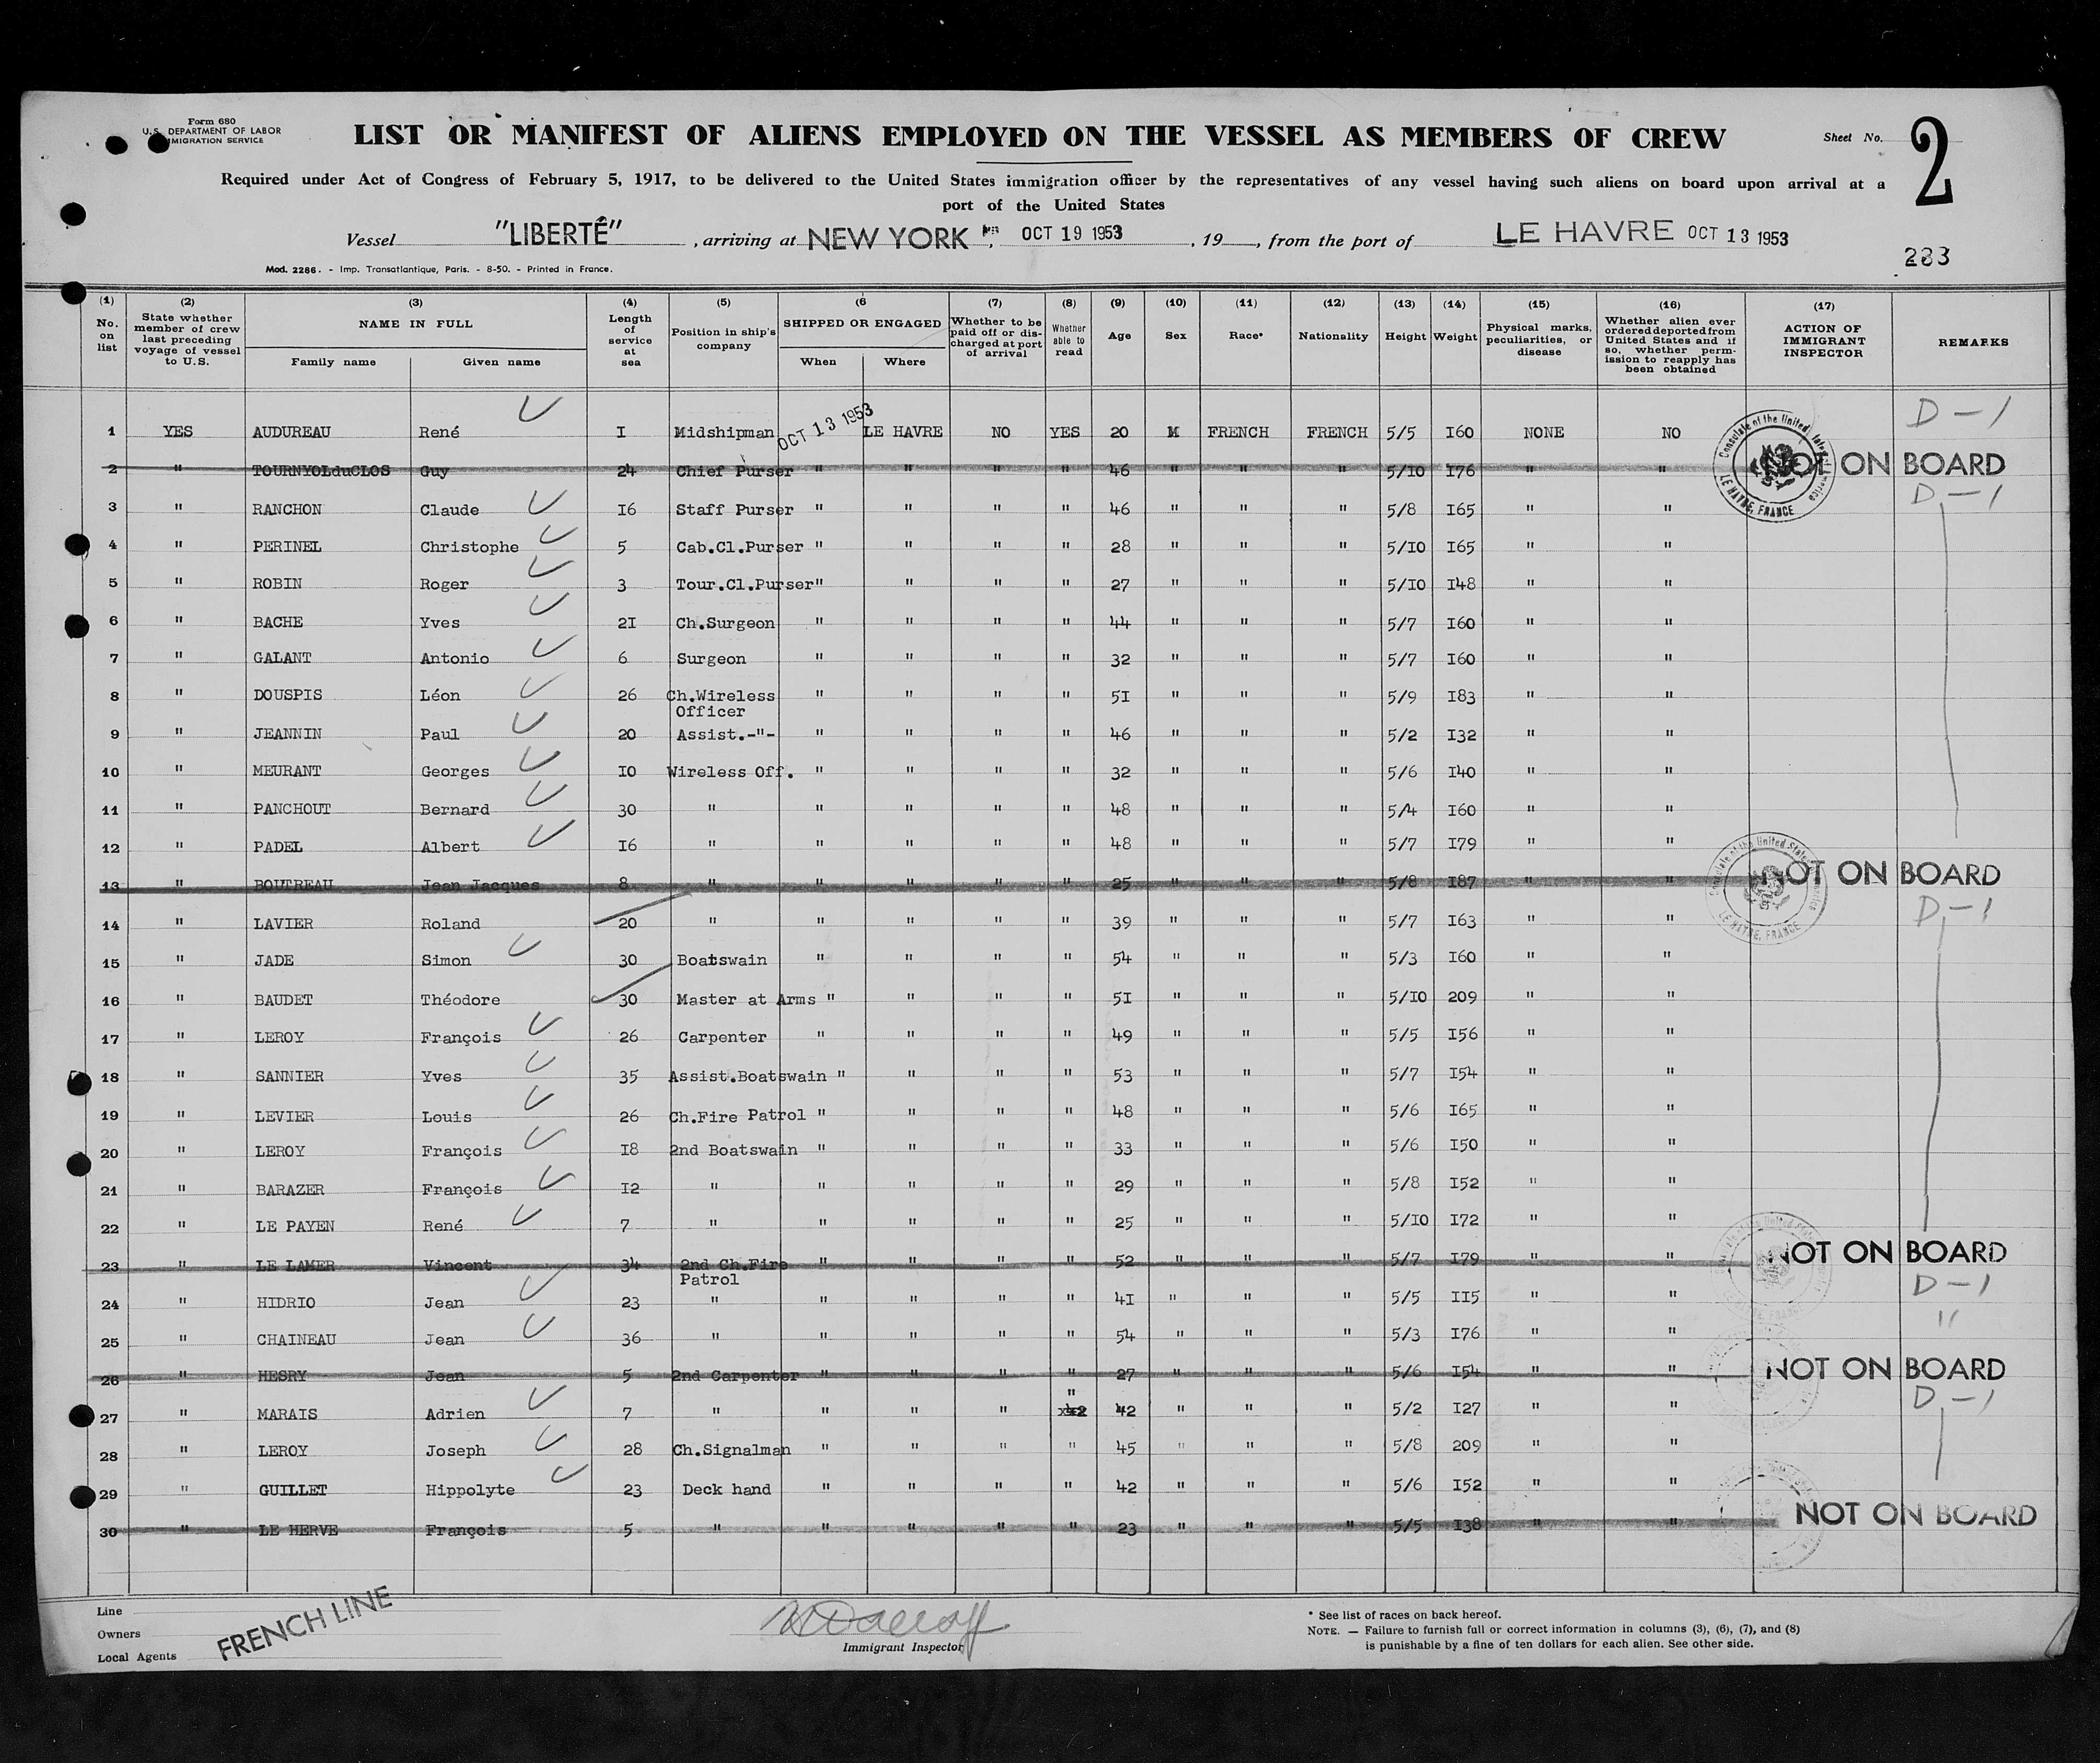 Form 680
U.S. DEPARTMENT OF LABOR
IMMIGRATION SERVICE
LIST OR MANIFEST OF ALIENS EMPLOYED ON THE VESSEL AS MEMBERS OF CREW
Sheet No. 2
Required under Act of Congress of February 5, 1917, to be delivered to the United States immigration officer by the representatives of any vessel having such aliens on board upon arrival at a
port of the United States
Vessel "LIBERTÉ", arriving at NEW YORK, OCT 19 1953, 19, from the port of LE HAVRE OCT 13 1953
283
Mod. 2286. - Imp. Transatlantique, Paris. - 8-50. - Printed in France.
(1) (2) (3) (4) (5) (6 (7) (8) (9) (10) (11) (12) (13) (14) (15) (16) (17)
No. on list
State whether member of crew last preceding voyage of vessel to U.S.
NAME IN FULL
Family name Given name
Length of service at sea
Position in ship's company
SHIPPED OR ENGAGED
When Where
Whether to be paid off or discharged at port of arrival
Whether able to read
Age
Sex
Race*
Nationality
Height
Weight
Physical marks, peculiarities, or disease
Whether alien ever ordered deported from United States and if so, whether permission to reapply has been obtained
ACTION OF IMMIGRANT INSPECTOR
REMARKS
1 YES AUDUREAU René I Midshipman OCT 13 1953 LE HAVRE NO YES 20 M FRENCH FRENCH 5/5 I60 NONE NO D-1
2 " TOURNYOLduCLOS Guy 24 Chief Purser " " " " 46 " " " 5/10 I76 " " NOT ON BOARD
3 " RANCHON Claude I6 Staff Purser " " " " 46 " " " 5/8 I65 " " D-1
4 " PERINEL Christophe 5 Cab.Cl.Purser " " " " 28 " " " 5/IO I65 " "
5 " ROBIN Roger 3 Tour.Cl.Purser" " " " 27 " " " 5/IO I48 " "
6 " BACHE Yves 2I Ch.Surgeon " " " " 44 " " " 5/7 I60 " "
7 " GALANT Antonio 6 Surgeon " " " " 32 " " " 5/7 I60 " "
8 " DOUSPIS Léon 26 Ch.Wireless Officer " " " " 5I " " " 5/9 I83 " "
9 " JEANNIN Paul 20 Assist.-"- " " " " 46 " " " 5/2 I32 " "
10 " MEURANT Georges IO Wireless Off. " " " " 32 " " " 5/6 I40 " "
11 " PANCHOUT Bernard 30 " " " " " 48 " " " 5/4 I60 " "
12 " PADEL Albert I6 " " " " " 48 " " " 5/7 I79 " "
13 " BOUTREAU Jean Jacques 8 " " " " " 25 " " " 5/8 I87 " " NOT ON BOARD
14 " LAVIER Roland 20 " " " " " 39 " " " 5/7 I63 " " D-1
15 " JADE Simon 30 Boatswain " " " " 54 " " " 5/3 I60 " "
16 " BAUDET Théodore 30 Master at Arms " " " " 5I " " " 5/IO 209 " "
17 " LEROY François 26 Carpenter " " " " 49 " " " 5/5 I56 " "
18 " SANNIER Yves 35 Assist.Boatswain " " " " 53 " " " 5/7 I54 " "
19 " LEVIER Louis 26 Ch.Fire Patrol " " " " 48 " " " 5/6 I65 " "
20 " LEROY François I8 2nd Boatswain " " " " 33 " " " 5/6 I50 " "
21 " BARAZER François I2 " " " " " 29 " " " 5/8 I52 " "
22 " LE PAYEN René 7 " " " " " 25 " " " 5/IO I72 " "
23 " LE LAMER Vincent 34 2nd Ch.Fire Patrol " " " " 52 " " " 5/7 I79 " " NOT ON BOARD
24 " HIDRIO Jean 23 " " " " " 4I " " " 5/5 II5 " " D-1
25 " CHAINEAU Jean 36 " " " " " 54 " " " 5/3 I76 " " "
26 " HESRY Jean 5 2nd Carpenter " " " " 27 " " " 5/6 I54 " " NOT ON BOARD
27 " MARAIS Adrien 7 " " " " " 42 " " " 5/2 I27 " " D-1
28 " LEROY Joseph 28 Ch.Signalman " " " " 45 " " " 5/8 209 " "
29 " GUILLET Hippolyte 23 Deck hand " " " " 42 " " " 5/6 I52 " "
30 " LE HERVE François 5 " " " " " 23 " " " 5/5 I38 " " NOT ON BOARD
Consulate of the United States of America
LE HAVRE, FRANCE
Line
Owners
Local Agents
FRENCH LINE
Immigrant Inspector
* See list of races on back hereof.
NOTE. — Failure to furnish full or correct information in columns (3), (6), (7), and (8)
is punishable by a fine of ten dollars for each alien. See other side.